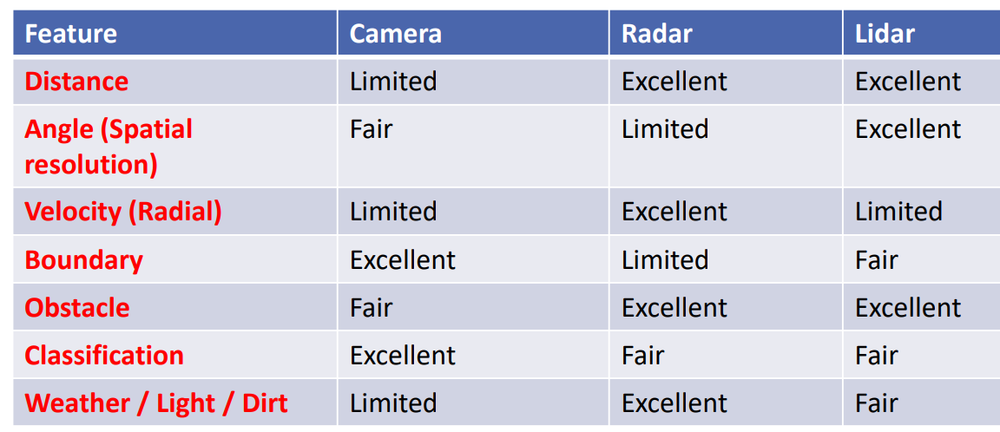 Feature Camera Radar Lidar
Distance Limited Excellent Excellent
Angle (Spatial Fair Limited Excellent
resolution)
Velocity (Radial) Limited Excellent Limited
Boundary Excellent Limited Fair
Obstacle Fair Excellent Excellent
Classification Excellent Fair Fair
Weather / Light / Dirt Limited Excellent Fair